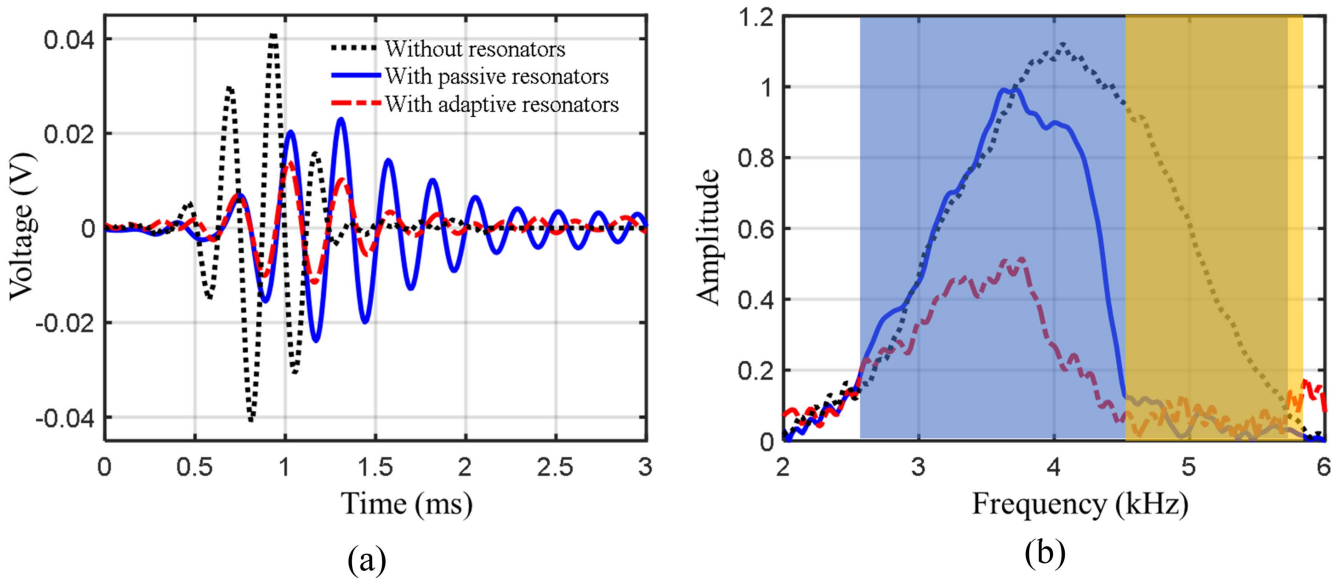 0.04
0.02
0
-0.02
-0.04
Voltage (V)
Without resonators
With passive resonators
With adaptive resonators
0 0.5 1 1.5 2 2.5 3
Time (ms)
(a)
1.2
1
0.8
0.6
0.4
0.2
0
Amplitude
2 3 4 5 6
Frequency (kHz)
(b)